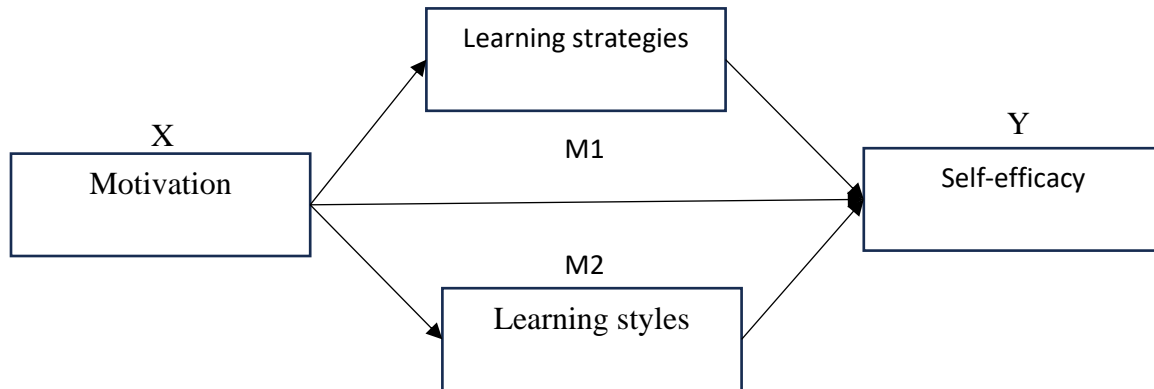 Learning strategies
X
Y
M1
Motivation
Self-efficacy
M2
Learning styles